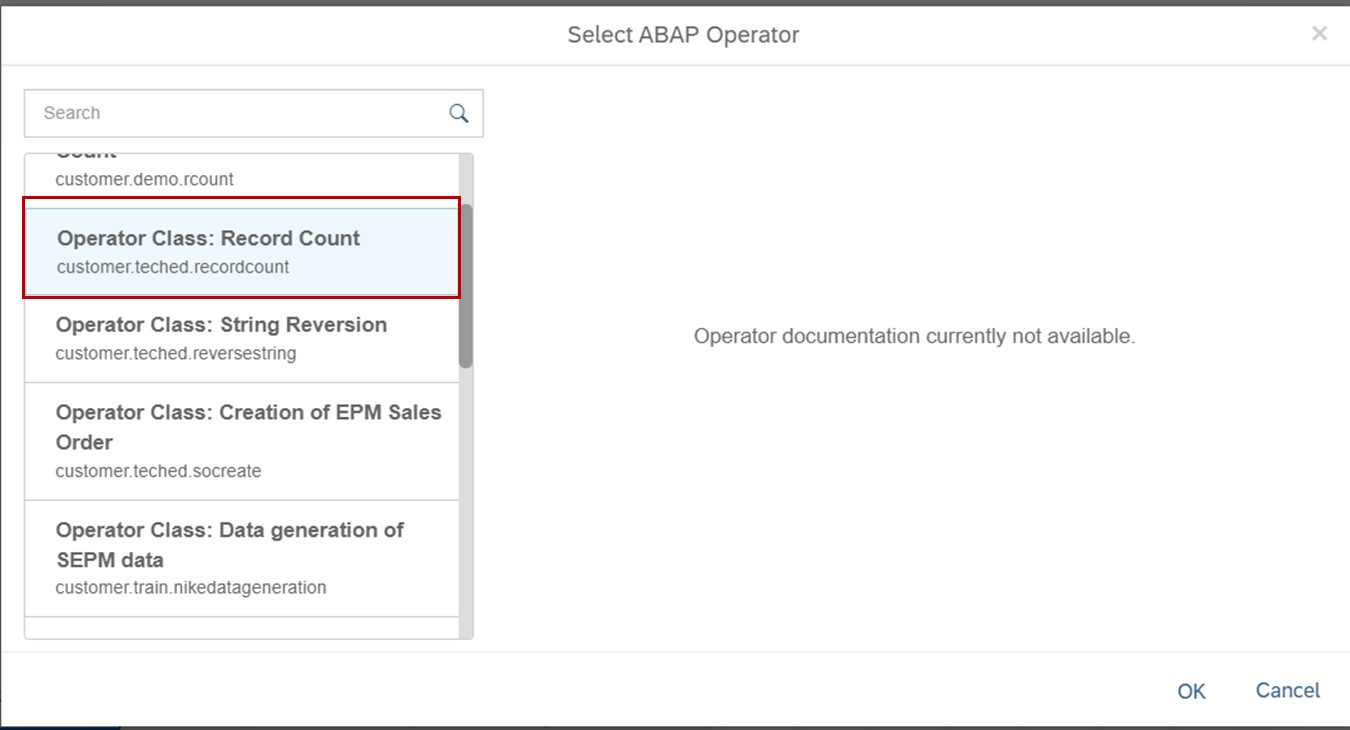 Select ABAP Operator
×
Search
Count
customer.demo.rcount
Operator Class: Record Count
customer.teched.recordcount
Operator Class: String Reversion
customer.teched.reversestring
Operator Class: Creation of EPM Sales
Order
customer.teched.socreate
Operator Class: Data generation of
SEPM data
customer.train.nikedatageneration
Operator documentation currently not available.
OK
Cancel